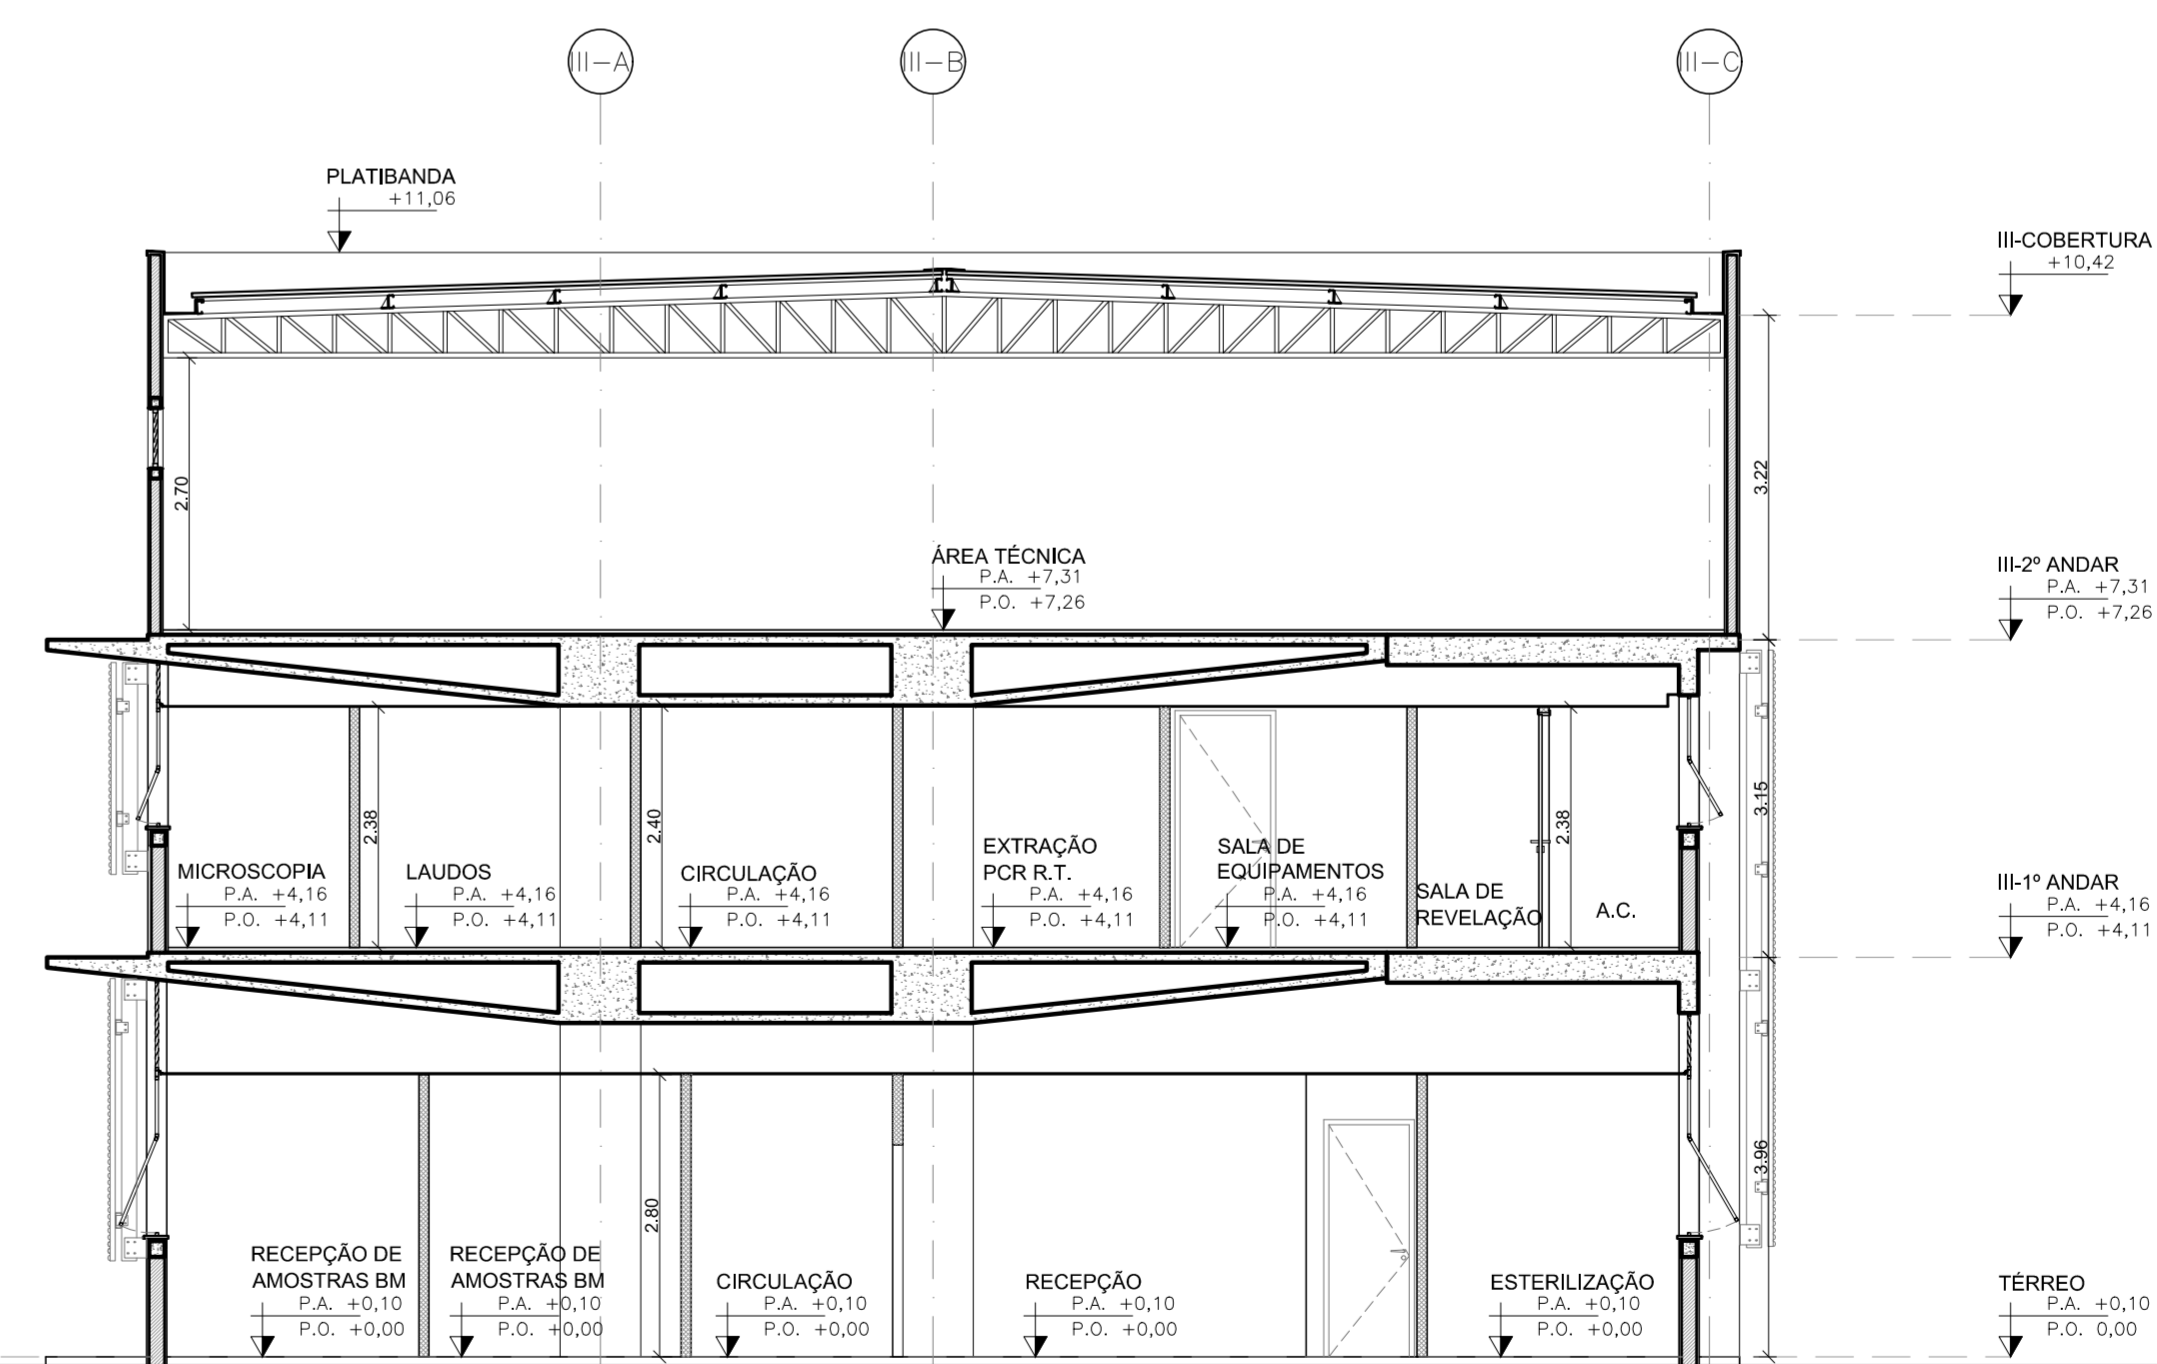 III-A
III-B
III-C
PLATIBANDA
+11,06
III-COBERTURA
+10,42
2.70
3.22
ÁREA TÉCNICA
P.A. +7,31
P.O. +7,26
III-2º ANDAR
P.A. +7,31
P.O. +7,26
2.38
2.40
2.38
3.15
MICROSCOPIA
P.A. +4,16
P.O. +4,11
LAUDOS
P.A. +4,16
P.O. +4,11
CIRCULAÇÃO
P.A. +4,16
P.O. +4,11
EXTRAÇÃO
PCR R.T.
P.A. +4,16
P.O. +4,11
SALA DE
EQUIPAMENTOS
P.A. +4,16
P.O. +4,11
SALA DE
REVELAÇÃO
A.C.
III-1º ANDAR
P.A. +4,16
P.O. +4,11
2.80
3.96
RECEPÇÃO DE
AMOSTRAS BM
P.A. +0,10
P.O. +0,00
RECEPÇÃO DE
AMOSTRAS BM
P.A. +0,10
P.O. +0,00
CIRCULAÇÃO
P.A. +0,10
P.O. +0,00
RECEPÇÃO
P.A. +0,10
P.O. +0,00
ESTERILIZAÇÃO
P.A. +0,10
P.O. +0,00
TÉRREO
P.A. +0,10
P.O. 0,00